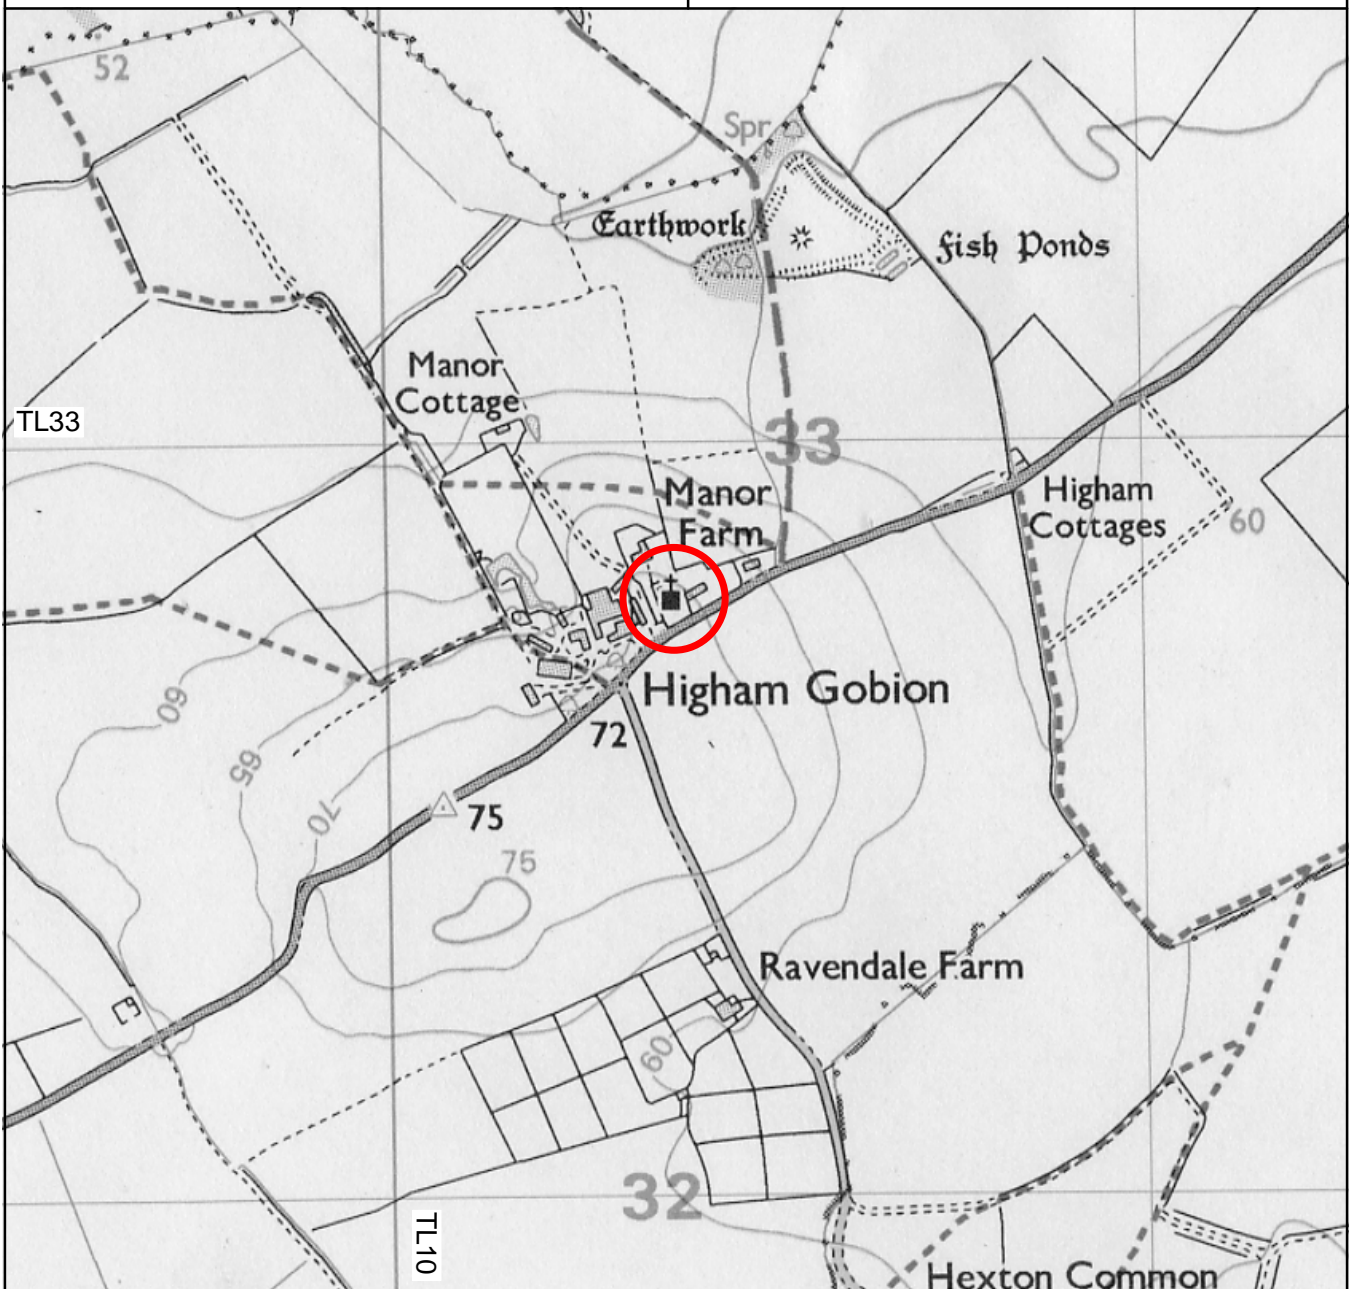 52
Spr
Earthwork
Fish Ponds
Manor
Cottage
TL33
33
Manor
Farm
Higham
Cottages
60
Higham Gobion
60
65
72
70
75
75
Ravendale Farm
60
32
TL10
Hexton Common